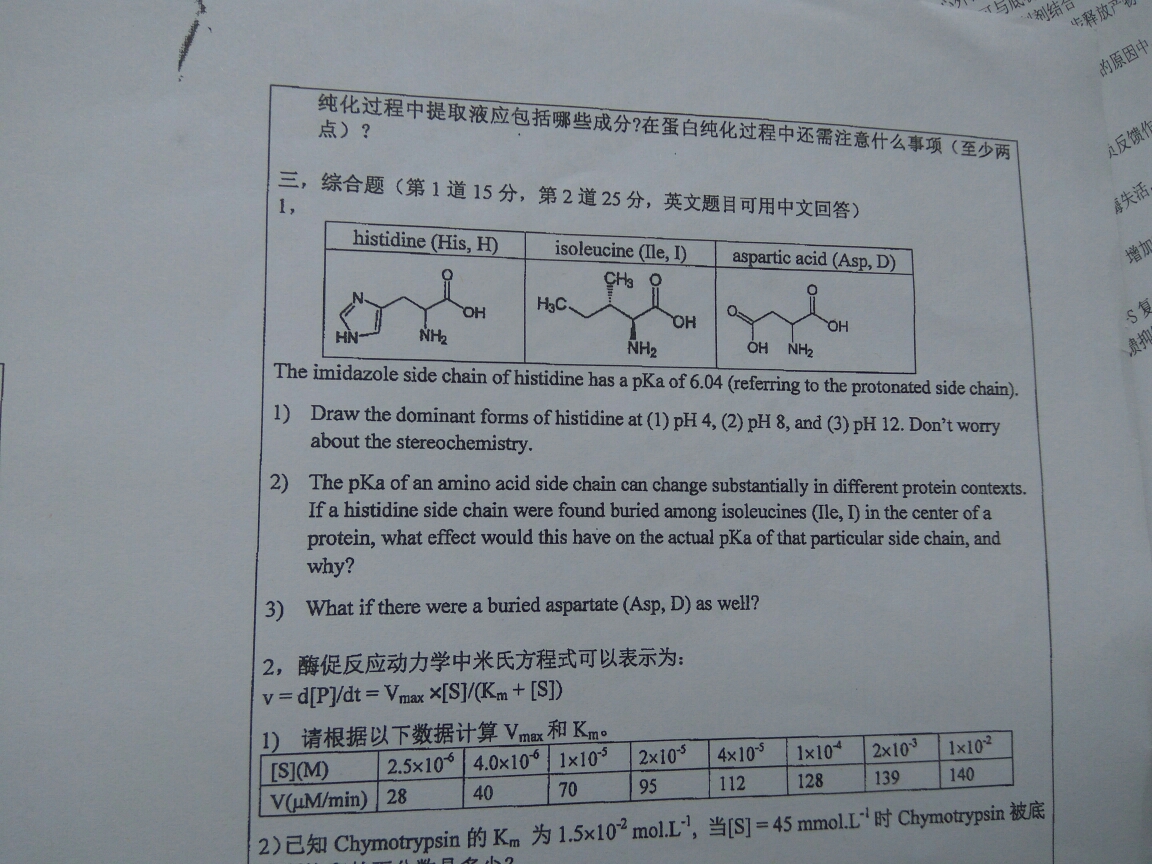 纯化过程中提取液应包括哪些成分?在蛋白纯化过程中还需注意什么事项（至少两
点）?
三，综合题（第1道15分，第2道25分，英文题目可用中文回答）
1，
histidine (His, H) isoleucine (Ile, I) aspartic acid (Asp, D)
N HN O OH NH₂
H₃C CH₃ O OH NH₂
O OH O OH NH₂
The imidazole side chain of histidine has a pKa of 6.04 (referring to the protonated side chain).
1) Draw the dominant forms of histidine at (1) pH 4, (2) pH 8, and (3) pH 12. Don't worry
about the stereochemistry.
2) The pKa of an amino acid side chain can change substantially in different protein contexts.
If a histidine side chain were found buried among isoleucines (Ile, I) in the center of a
protein, what effect would this have on the actual pKa of that particular side chain, and
why?
3) What if there were a buried aspartate (Asp, D) as well?
2，酶促反应动力学中米氏方程式可以表示为:
v = d[P]/dt = Vmax ×[S]/(Km + [S])
1) 请根据以下数据计算 Vmax 和 Km。
[S](M) 2.5×10⁻⁶ 4.0×10⁻⁶ 1×10⁻⁵ 2×10⁻⁵ 4×10⁻⁵ 1×10⁻⁴ 2×10⁻³ 1×10⁻²
V(μM/min) 28 40 70 95 112 128 139 140
2)已知 Chymotrypsin 的 Km 为 1.5×10⁻² mol.L⁻¹, 当[S] = 45 mmol.L⁻¹ 时 Chymotrypsin 被底
的原因中
反馈作
失活,
增加